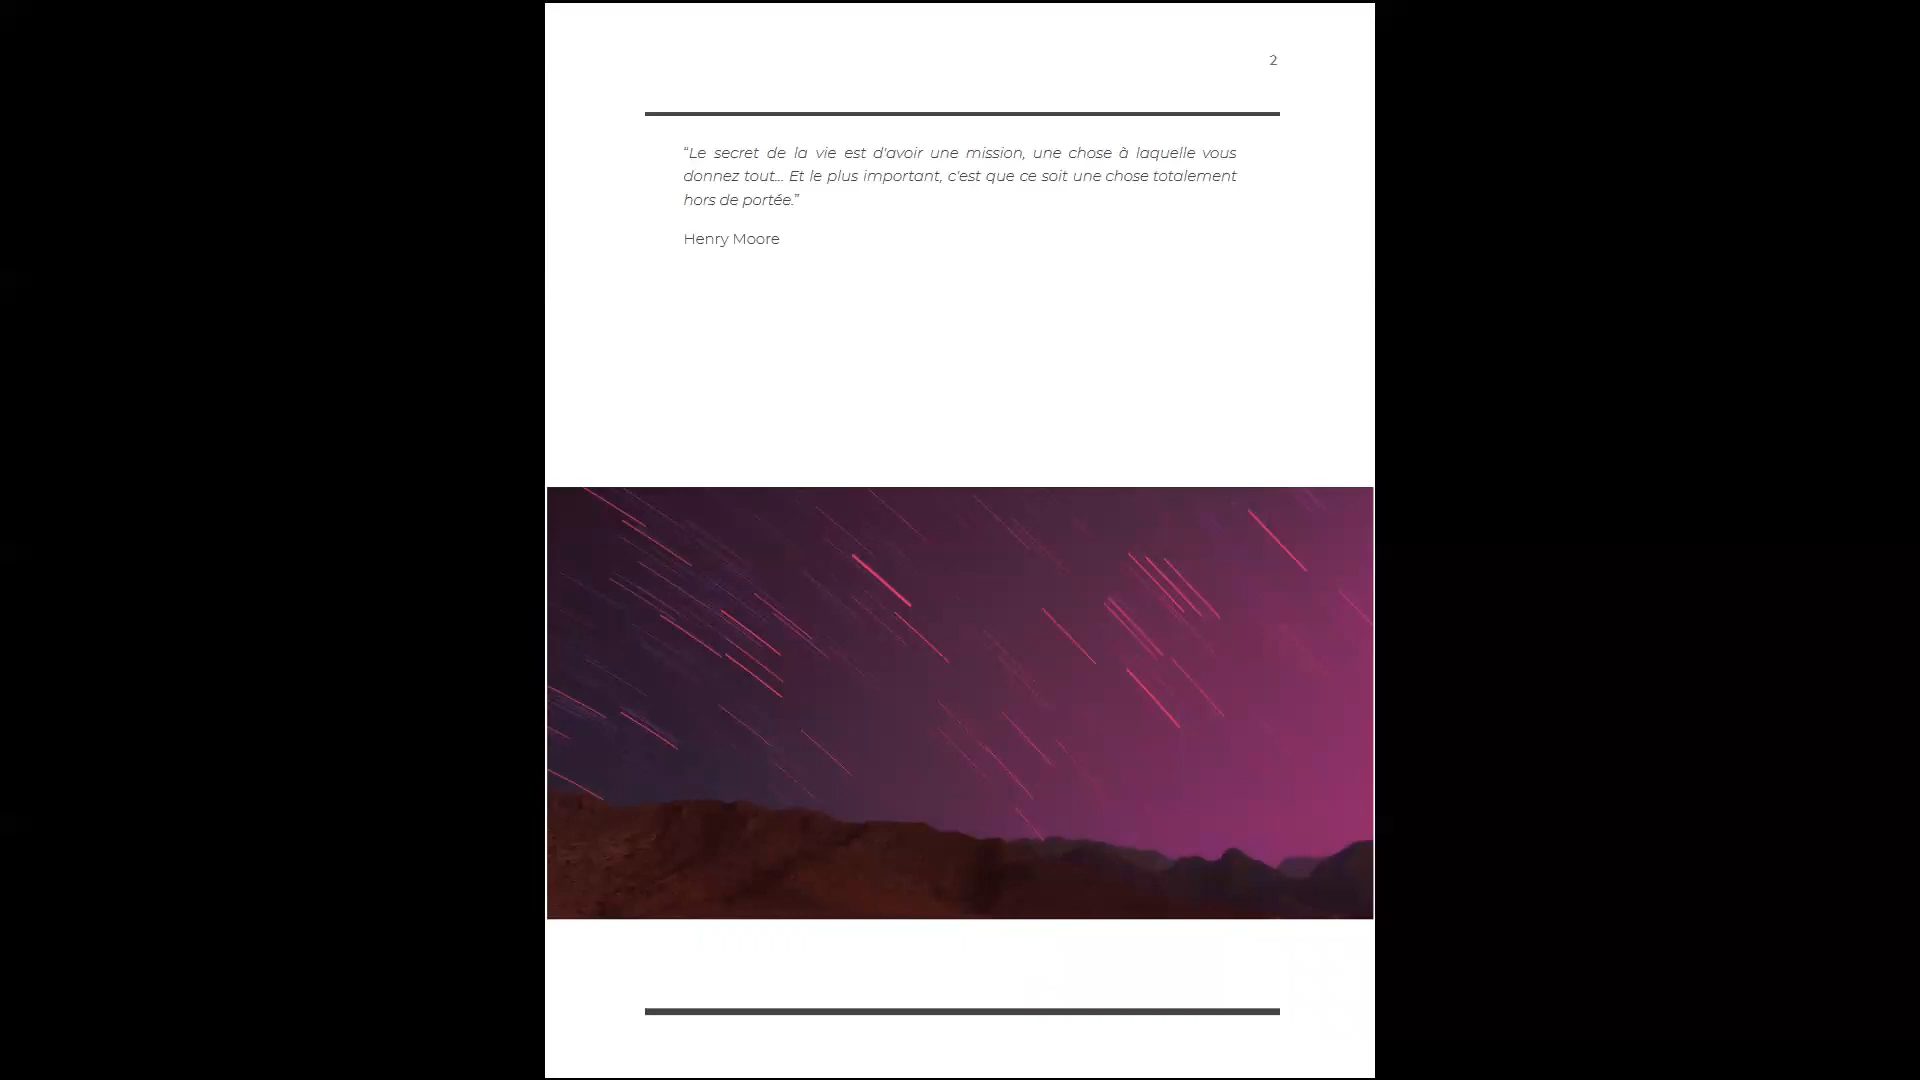 2
“Le secret de la vie est d'avoir une mission, une chose à laquelle vous
donnez tout... Et le plus important, c'est que ce soit une chose totalement
hors de portée.”
Henry Moore